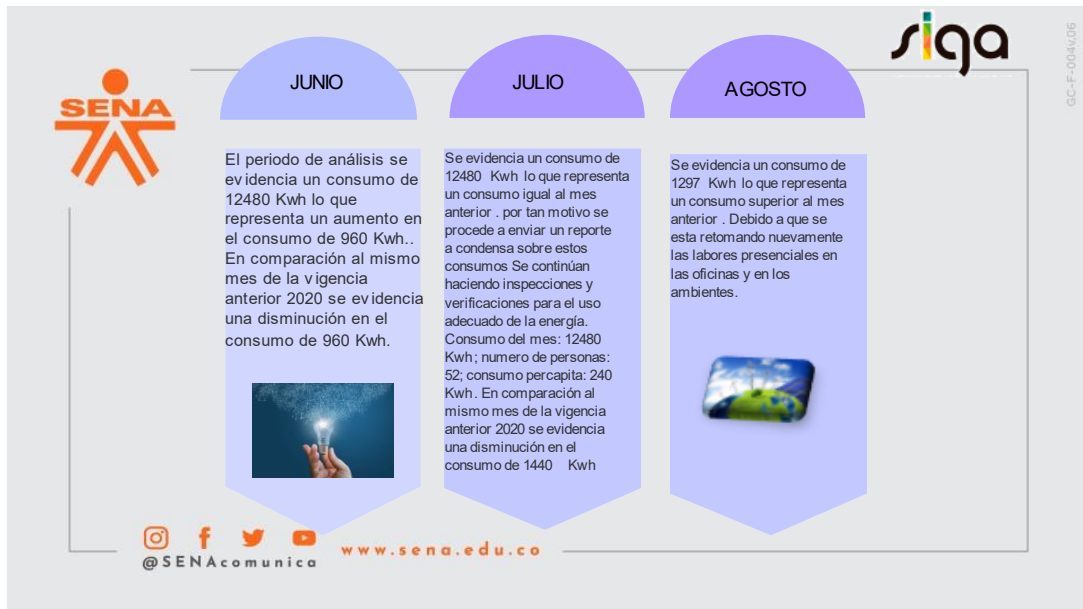 siga
GC-F-004v.06
SENA
JUNIO
El periodo de análisis se
evidencia un consumo de
12480 Kwh lo que
representa un aumento en
el consumo de 960 Kwh..
En comparación al mismo
mes de la vigencia
anterior 2020 se evidencia
una disminución en el
consumo de 960 Kwh.
JULIO
Se evidencia un consumo de
12480 Kwh lo que representa
un consumo igual al mes
anterior . por tan motivo se
procede a enviar un reporte
a condensa sobre estos
consumos Se continúan
haciendo inspecciones y
verificaciones para el uso
adecuado de la energía.
Consumo del mes: 12480
Kwh; numero de personas:
52; consumo percapita: 240
Kwh. En comparación al
mismo mes de la vigencia
anterior 2020 se evidencia
una disminución en el
consumo de 1440 Kwh
AGOSTO
Se evidencia un consumo de
1297 Kwh lo que representa
un consumo superior al mes
anterior . Debido a que se
esta retomando nuevamente
las labores presenciales en
las oficinas y en los
ambientes.
@SENAcomunica
www.sena.edu.co